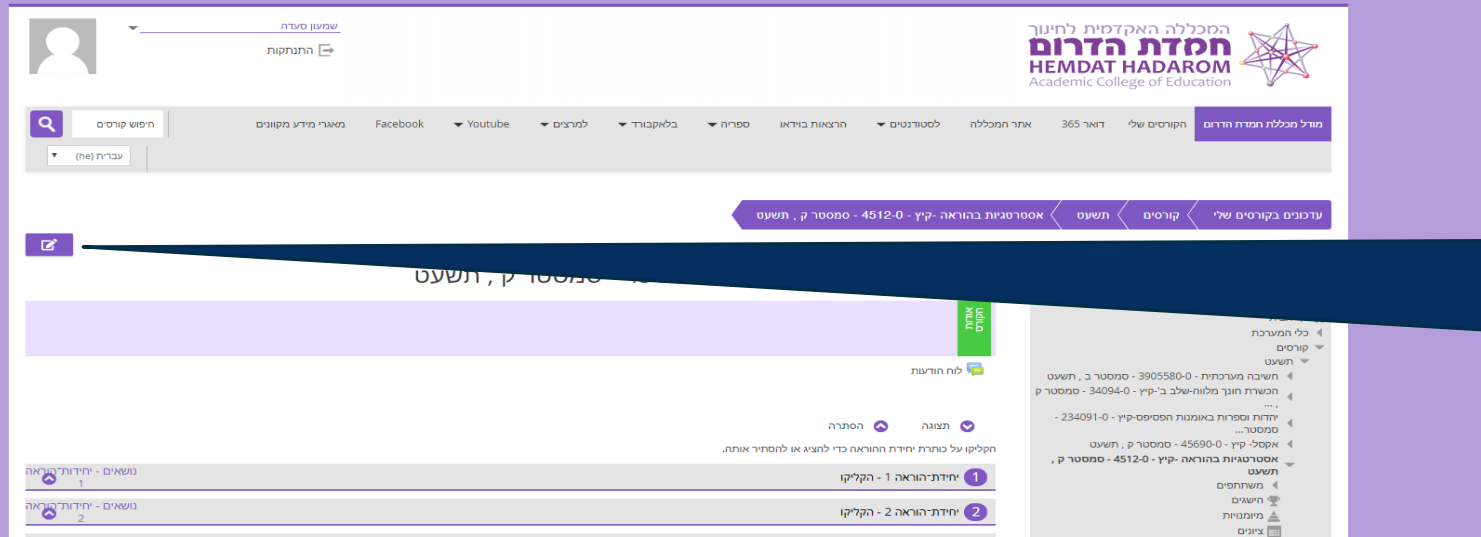 שמעון סעדה
התנתקות
המכללה האקדמית לחינוך
חמדת הדרום
HEMDAT HADAROM
Academic College of Education
מודל מכללת חמדת הדרום
הקורסים שלי
דואר 365
אתר המכללה
לסטודנטים
הרצאות בוידאו
ספריה
בלאקבורד
למרצים
Youtube
Facebook
מאגרי מידע מקוונים
חיפוש קורסים
עברית (he)
עדכונים בקורסים שלי
קורסים
תשעט
אסטרטגיות בהוראה -קיץ - 4512-0 - סמסטר ק , תשעט
סמסטר ק , תשעט
אודות הקורס
לוח הודעות
תצוגה
הסתרה
הקליקו על כותרת יחידת ההוראה כדי להציג או להסתיר אותה.
1 יחידת־הוראה 1 - הקליקו
נושאים - יחידות־הוראה
1
2 יחידת־הוראה 2 - הקליקו
נושאים - יחידות־הוראה
2
כלי המערכת
קורסים
תשעט
חשיבה מערכתית - 3905580-0 - סמסטר ב , תשעט
הכשרת חונך מלווה-שלב ב'-קיץ - 34094-0 - סמסטר ק
, ...
יהדות וספרות באומנות הפסיפס-קיץ - 234091-0 -
סמסטר...
אקסל- קיץ - 45690-0 - סמסטר ק , תשעט
אסטרטגיות בהוראה -קיץ - 4512-0 - סמסטר ק ,
תשעט
משתתפים
הישגים
מיומנויות
ציונים